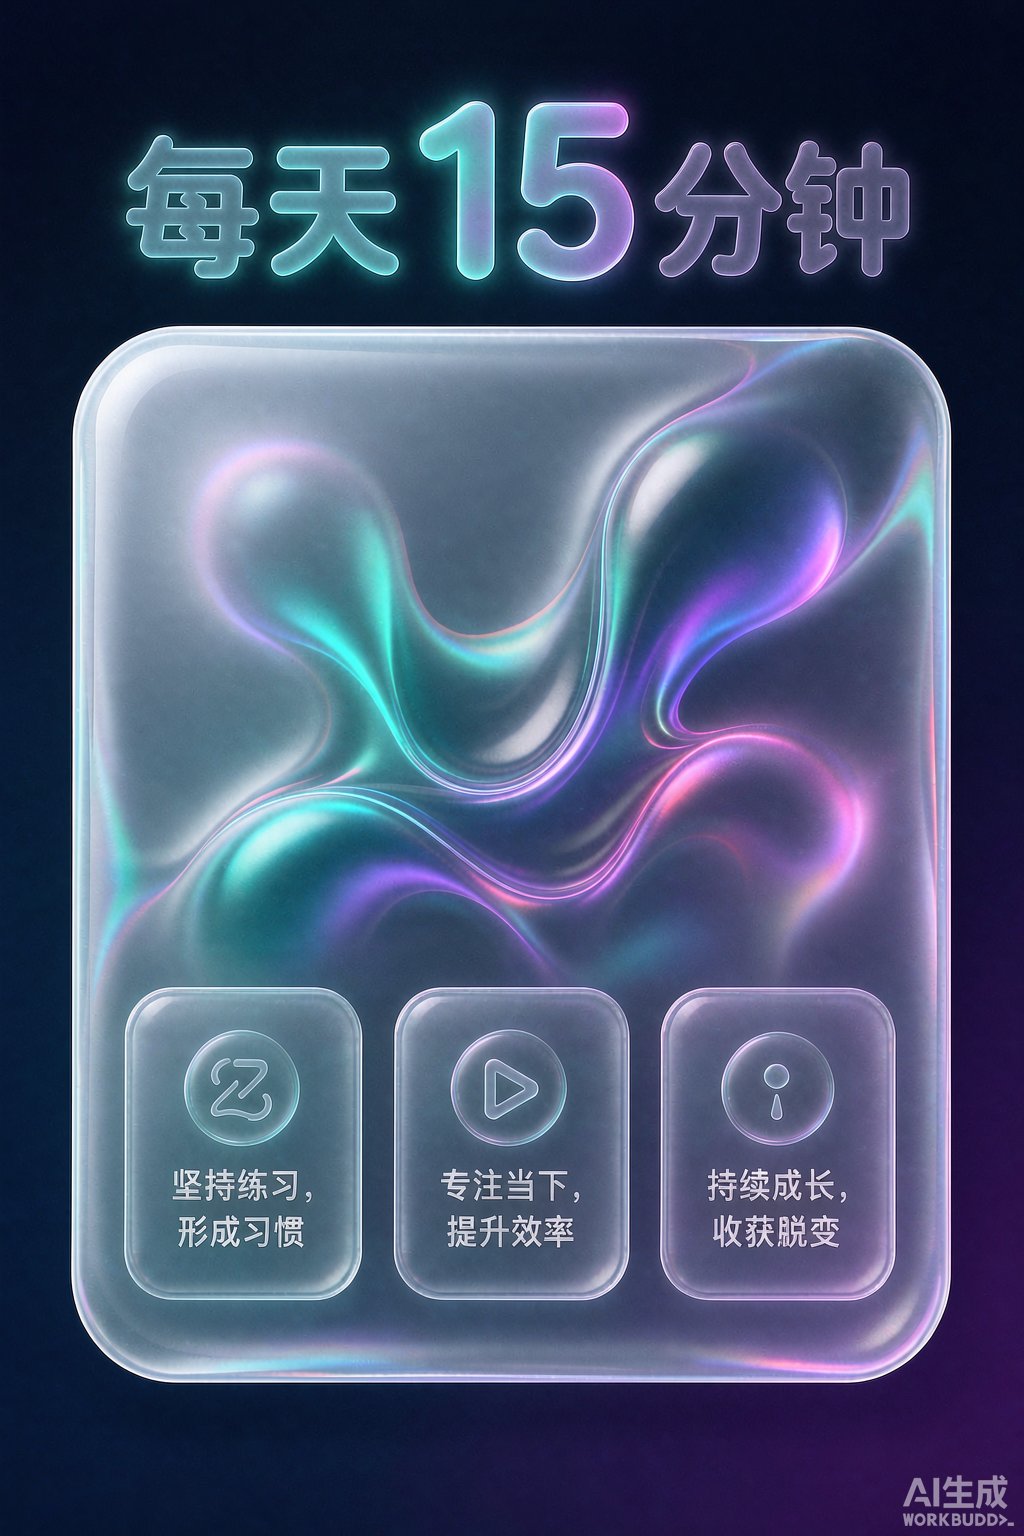 每天15分钟
坚持练习，
形成习惯
专注当下，
提升效率
持续成长，
收获脱变
AI生成
WORKBUDD>_